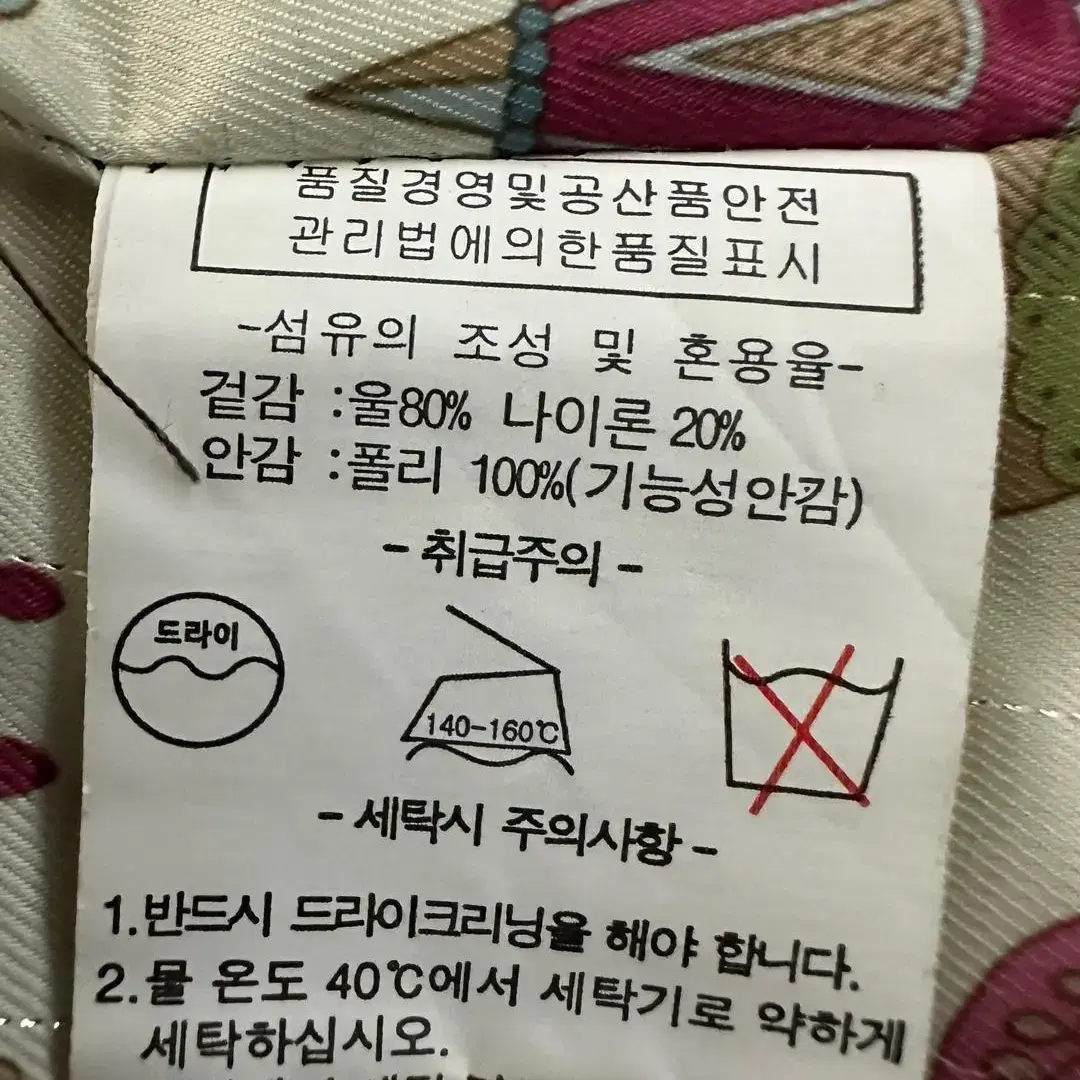 품질경영및공산품안전
관리법에의한품질표시
-섬유의 조성 및 혼용율-
겉감 :울80% 나이론 20%
안감 :폴리 100%(기능성안감)
- 취급주의 -
드라이
140-160℃
- 세탁시 주의사항 -
1.반드시 드라이크리닝을 해야 합니다.
2.물 온도 40℃에서 세탁기로 약하게
세탁하십시오.